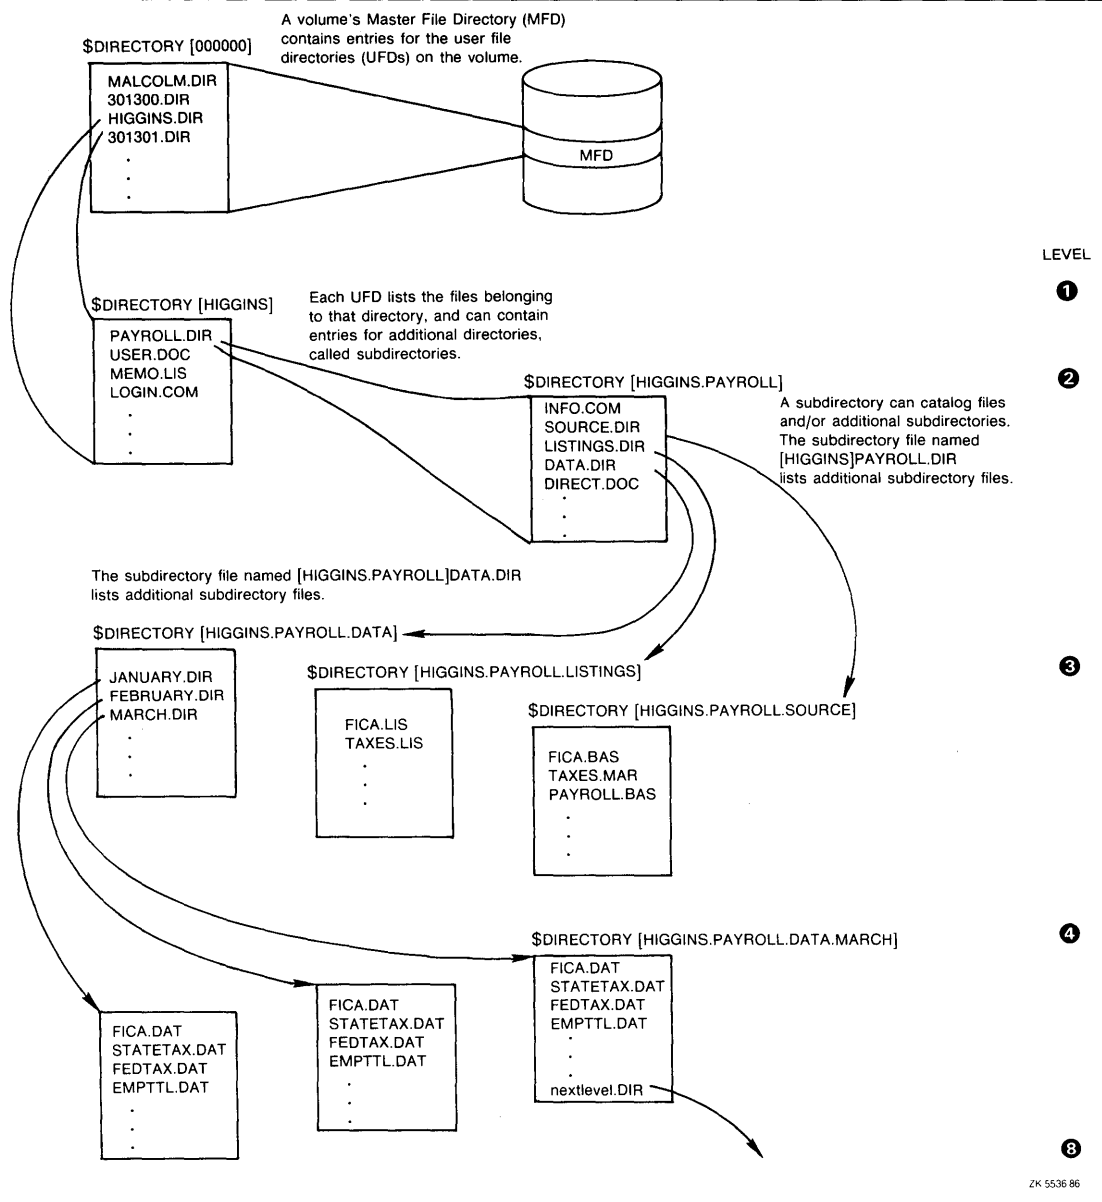 A volume's Master File Directory (MFD)
contains entries for the user file
directories (UFDs) on the volume.
$DIRECTORY [000000]
MALCOLM.DIR
301300.DIR
HIGGINS.DIR
301301.DIR
.
.
.
MFD
LEVEL
1
$DIRECTORY [HIGGINS]
PAYROLL.DIR
USER.DOC
MEMO.LIS
LOGIN.COM
.
.
.
Each UFD lists the files belonging
to that directory, and can contain
entries for additional directories,
called subdirectories.
2
$DIRECTORY [HIGGINS.PAYROLL]
INFO.COM
SOURCE.DIR
LISTINGS.DIR
DATA.DIR
DIRECT.DOC
.
.
.
A subdirectory can catalog files
and/or additional subdirectories.
The subdirectory file named
[HIGGINS]PAYROLL.DIR
lists additional subdirectory files.
The subdirectory file named [HIGGINS.PAYROLL]DATA.DIR
lists additional subdirectory files.
$DIRECTORY [HIGGINS.PAYROLL.DATA]
JANUARY.DIR
FEBRUARY.DIR
MARCH.DIR
.
.
.
$DIRECTORY [HIGGINS.PAYROLL.LISTINGS]
FICA.LIS
TAXES.LIS
.
.
.
3
$DIRECTORY [HIGGINS.PAYROLL.SOURCE]
FICA.BAS
TAXES.MAR
PAYROLL.BAS
.
.
.
4
$DIRECTORY [HIGGINS.PAYROLL.DATA.MARCH]
FICA.DAT
STATETAX.DAT
FEDTAX.DAT
EMPTTL.DAT
.
.
.
nextlevel.DIR
FICA.DAT
STATETAX.DAT
FEDTAX.DAT
EMPTTL.DAT
.
.
.
FICA.DAT
STATETAX.DAT
FEDTAX.DAT
EMPTTL.DAT
.
.
.
8
ZK 5536 86